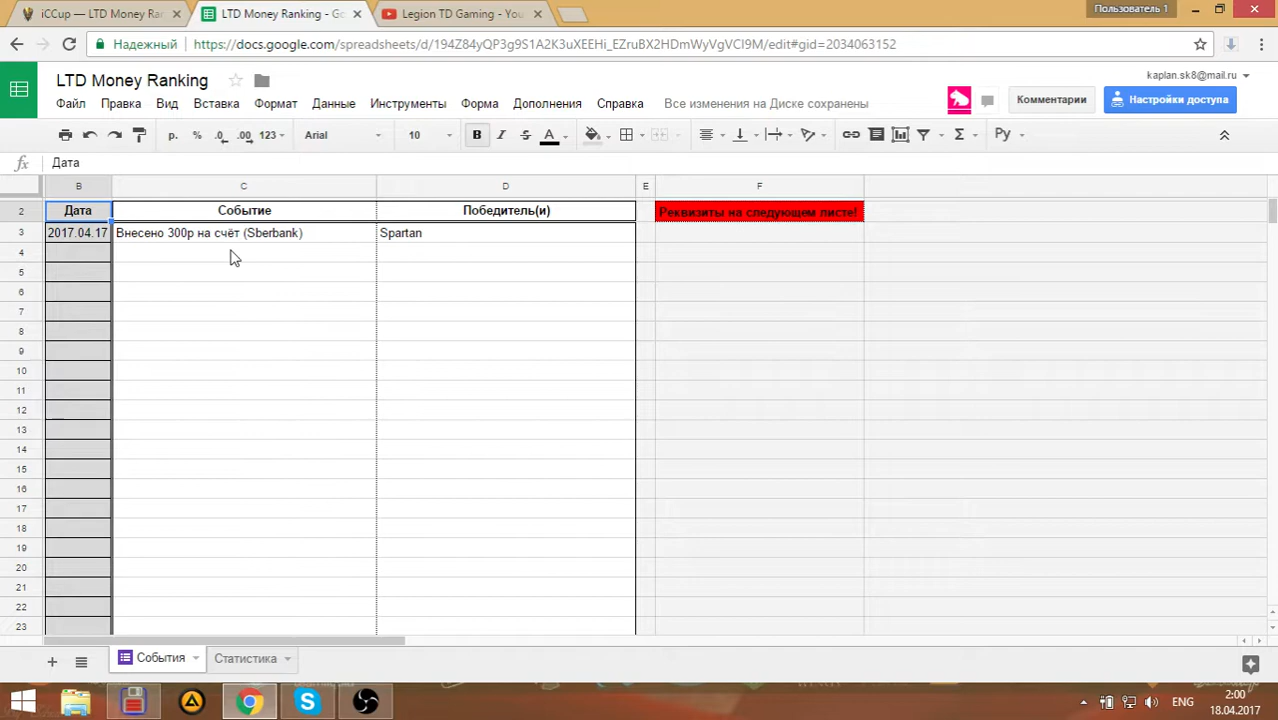 iCCup — LTD Money Ra
LTD Money Ranking - Go
Legion TD Gaming - You
Пользователь 1
Надежный
https://docs.google.com/spreadsheets/d/194Z84yQP3g9S1A2K3uXEEHi_EZruBX2HDmWyVgVCI9M/edit#gid=2034063152
LTD Money Ranking
kaplan.sk8@mail.ru
Файл Правка Вид Вставка Формат Данные Инструменты Форма Дополнения Справка Все изменения на Диске сохранены
Комментарии
Настройки доступа
р. % .0 .00 123 Arial 10 B I A Σ Ру
fx Дата
B C D E F
2 Дата Событие Победитель(и) Реквизиты на следующем листе!
3 2017.04.17 Внесено 300р на счёт (Sberbank) Spartan
4
5
6
7
8
9
10
11
12
13
14
15
16
17
18
19
20
21
22
23
События Статистика
ENG
2:00
18.04.2017